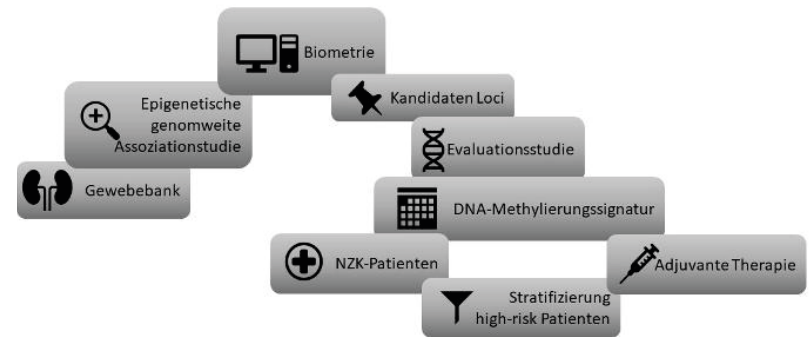 Biometrie
Kandidaten Loci
Epigenetische
genomweite
Assoziationstudie
Evaluationsstudie
Gewebebank
DNA-Methylierungssignatur
NZK-Patienten
Adjuvante Therapie
Stratifizierung
high-risk Patienten